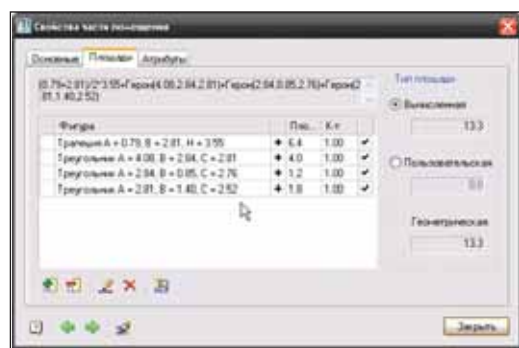 Свойства части помещения
Основные Площади Атрибуты
(0.79+2.81)/2*3.55+Герон(4.08,2.84,2.81)+Герон(2.84,0.85,2.76)+Герон(2
.81,1.40,2.52)
Тип площади
Фигура Пло... К-т
Вычисленная
Трапеция A = 0.79, B = 2.81, H = 3.55 + 6.4 1.00
13.3
Треугольник A = 4.08, B = 2.84, C = 2.81 + 4.0 1.00
Пользовательская
Треугольник A = 2.84, B = 0.85, C = 2.76 + 1.2 1.00
Треугольник A = 2.81, B = 1.40, C = 2.52 + 1.8 1.00
0.0
Геометрическая
13.3
Закрыть